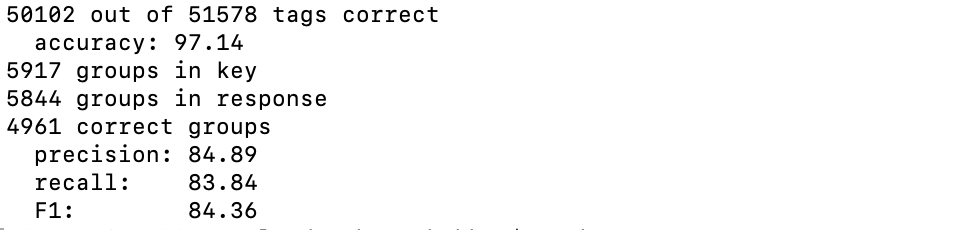 50102 out of 51578 tags correct
accuracy: 97.14
5917 groups in key
5844 groups in response
4961 correct groups
precision: 84.89
recall: 83.84
F1: 84.36